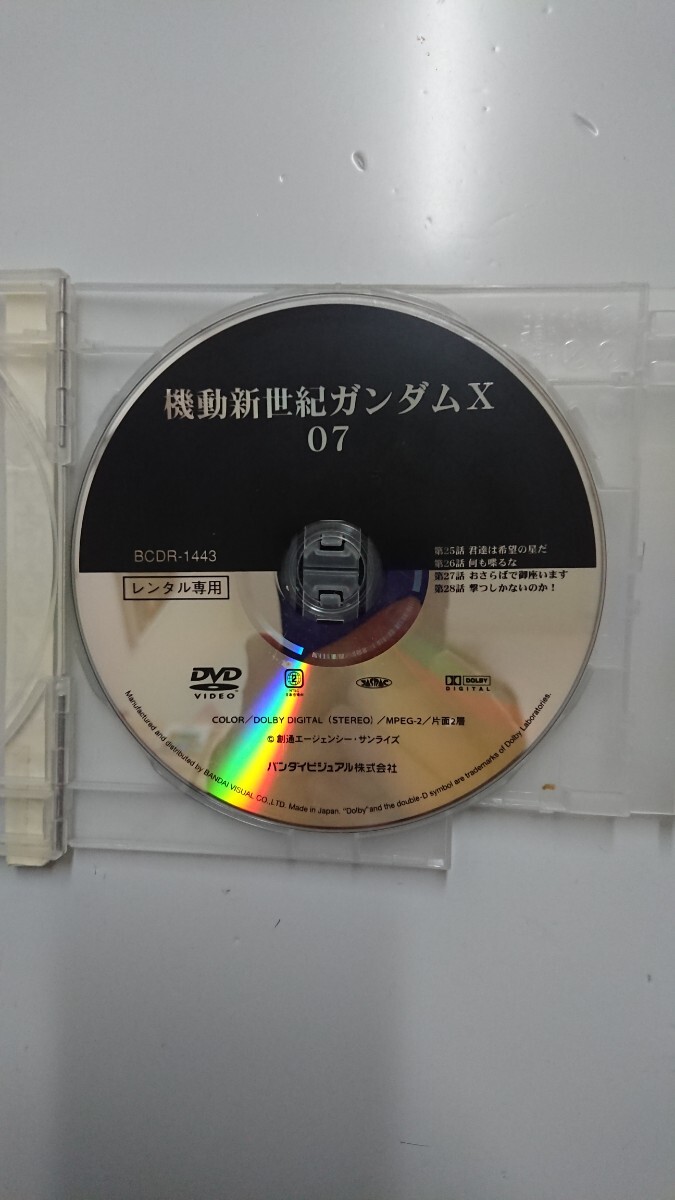 機動新世紀ガンダムX
07
BCDR-1443
レンタル専用
第25話 君達は希望の星だ
第26話 何も喋るな
第27話 おさらばで御座います
第28話 撃つしかないのか！
DVD
VIDEO
JASRAC
DOLBY
DIGITAL
COLOR／DOLBY DIGITAL（STEREO）／MPEG-2／片面2層
© 創通エージェンシー・サンライズ
バンダイビジュアル株式会社
Manufactured and distributed by BANDAI VISUAL CO.,LTD. Made in Japan. "Dolby" and the double-D symbol are trademarks of Dolby Laboratories.